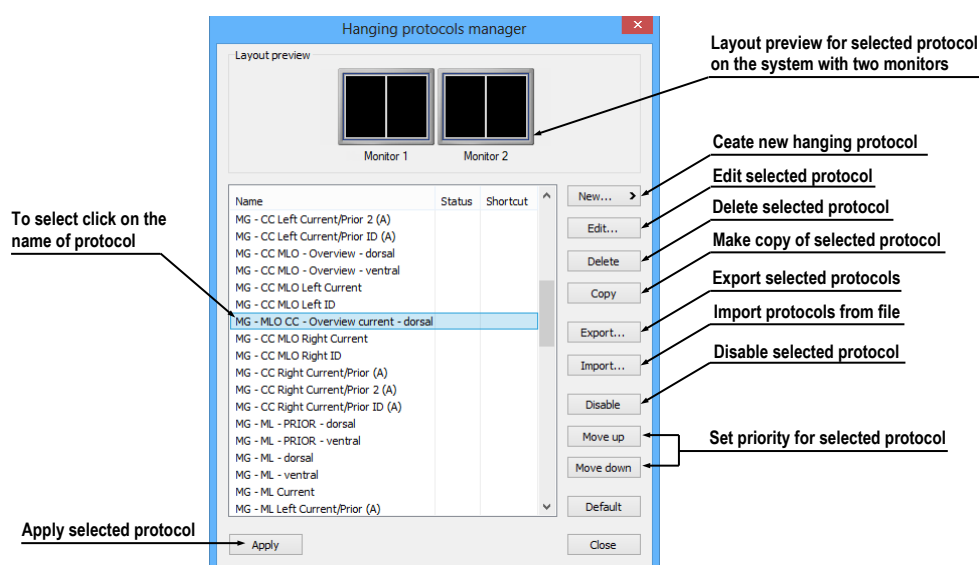 Hanging protocols manager
Layout preview
Monitor 1
Monitor 2
Layout preview for selected protocol
on the system with two monitors
Name
Status
Shortcut
MG - CC Left Current/Prior 2 (A)
MG - CC Left Current/Prior ID (A)
MG - CC MLO - Overview - dorsal
MG - CC MLO - Overview - ventral
MG - CC MLO Left Current
MG - CC MLO Left ID
MG - MLO CC - Overview current - dorsal
MG - CC MLO Right Current
MG - CC MLO Right ID
MG - CC Right Current/Prior (A)
MG - CC Right Current/Prior 2 (A)
MG - CC Right Current/Prior ID (A)
MG - ML - PRIOR - dorsal
MG - ML - PRIOR - ventral
MG - ML - dorsal
MG - ML - ventral
MG - ML Current
MG - ML Left Current/Prior (A)
To select click on the
name of protocol
New...
Edit...
Delete
Copy
Export...
Import...
Disable
Move up
Move down
Default
Ceate new hanging protocol
Edit selected protocol
Delete selected protocol
Make copy of selected protocol
Export selected protocols
Import protocols from file
Disable selected protocol
Set priority for selected protocol
Apply selected protocol
Apply
Close